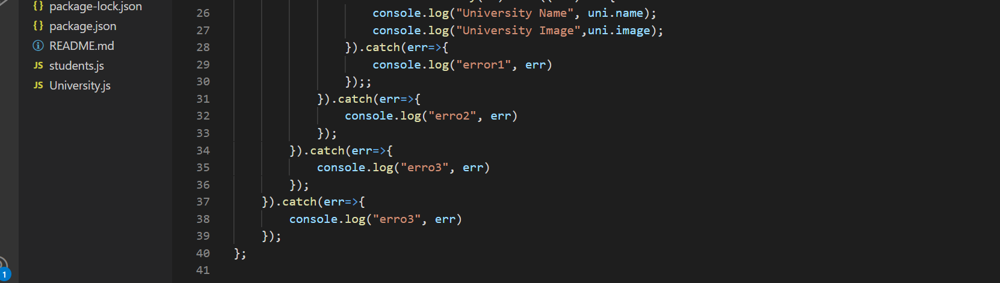 {} package-lock.json
{} package.json
README.md
JS students.js
JS University.js
26 console.log("University Name", uni.name);
27 console.log("University Image",uni.image);
28 }).catch(err=>{
29 console.log("error1", err)
30 });;
31 }).catch(err=>{
32 console.log("erro2", err)
33 });
34 }).catch(err=>{
35 console.log("erro3", err)
36 });
37 }).catch(err=>{
38 console.log("erro3", err)
39 });
40 };
41
1